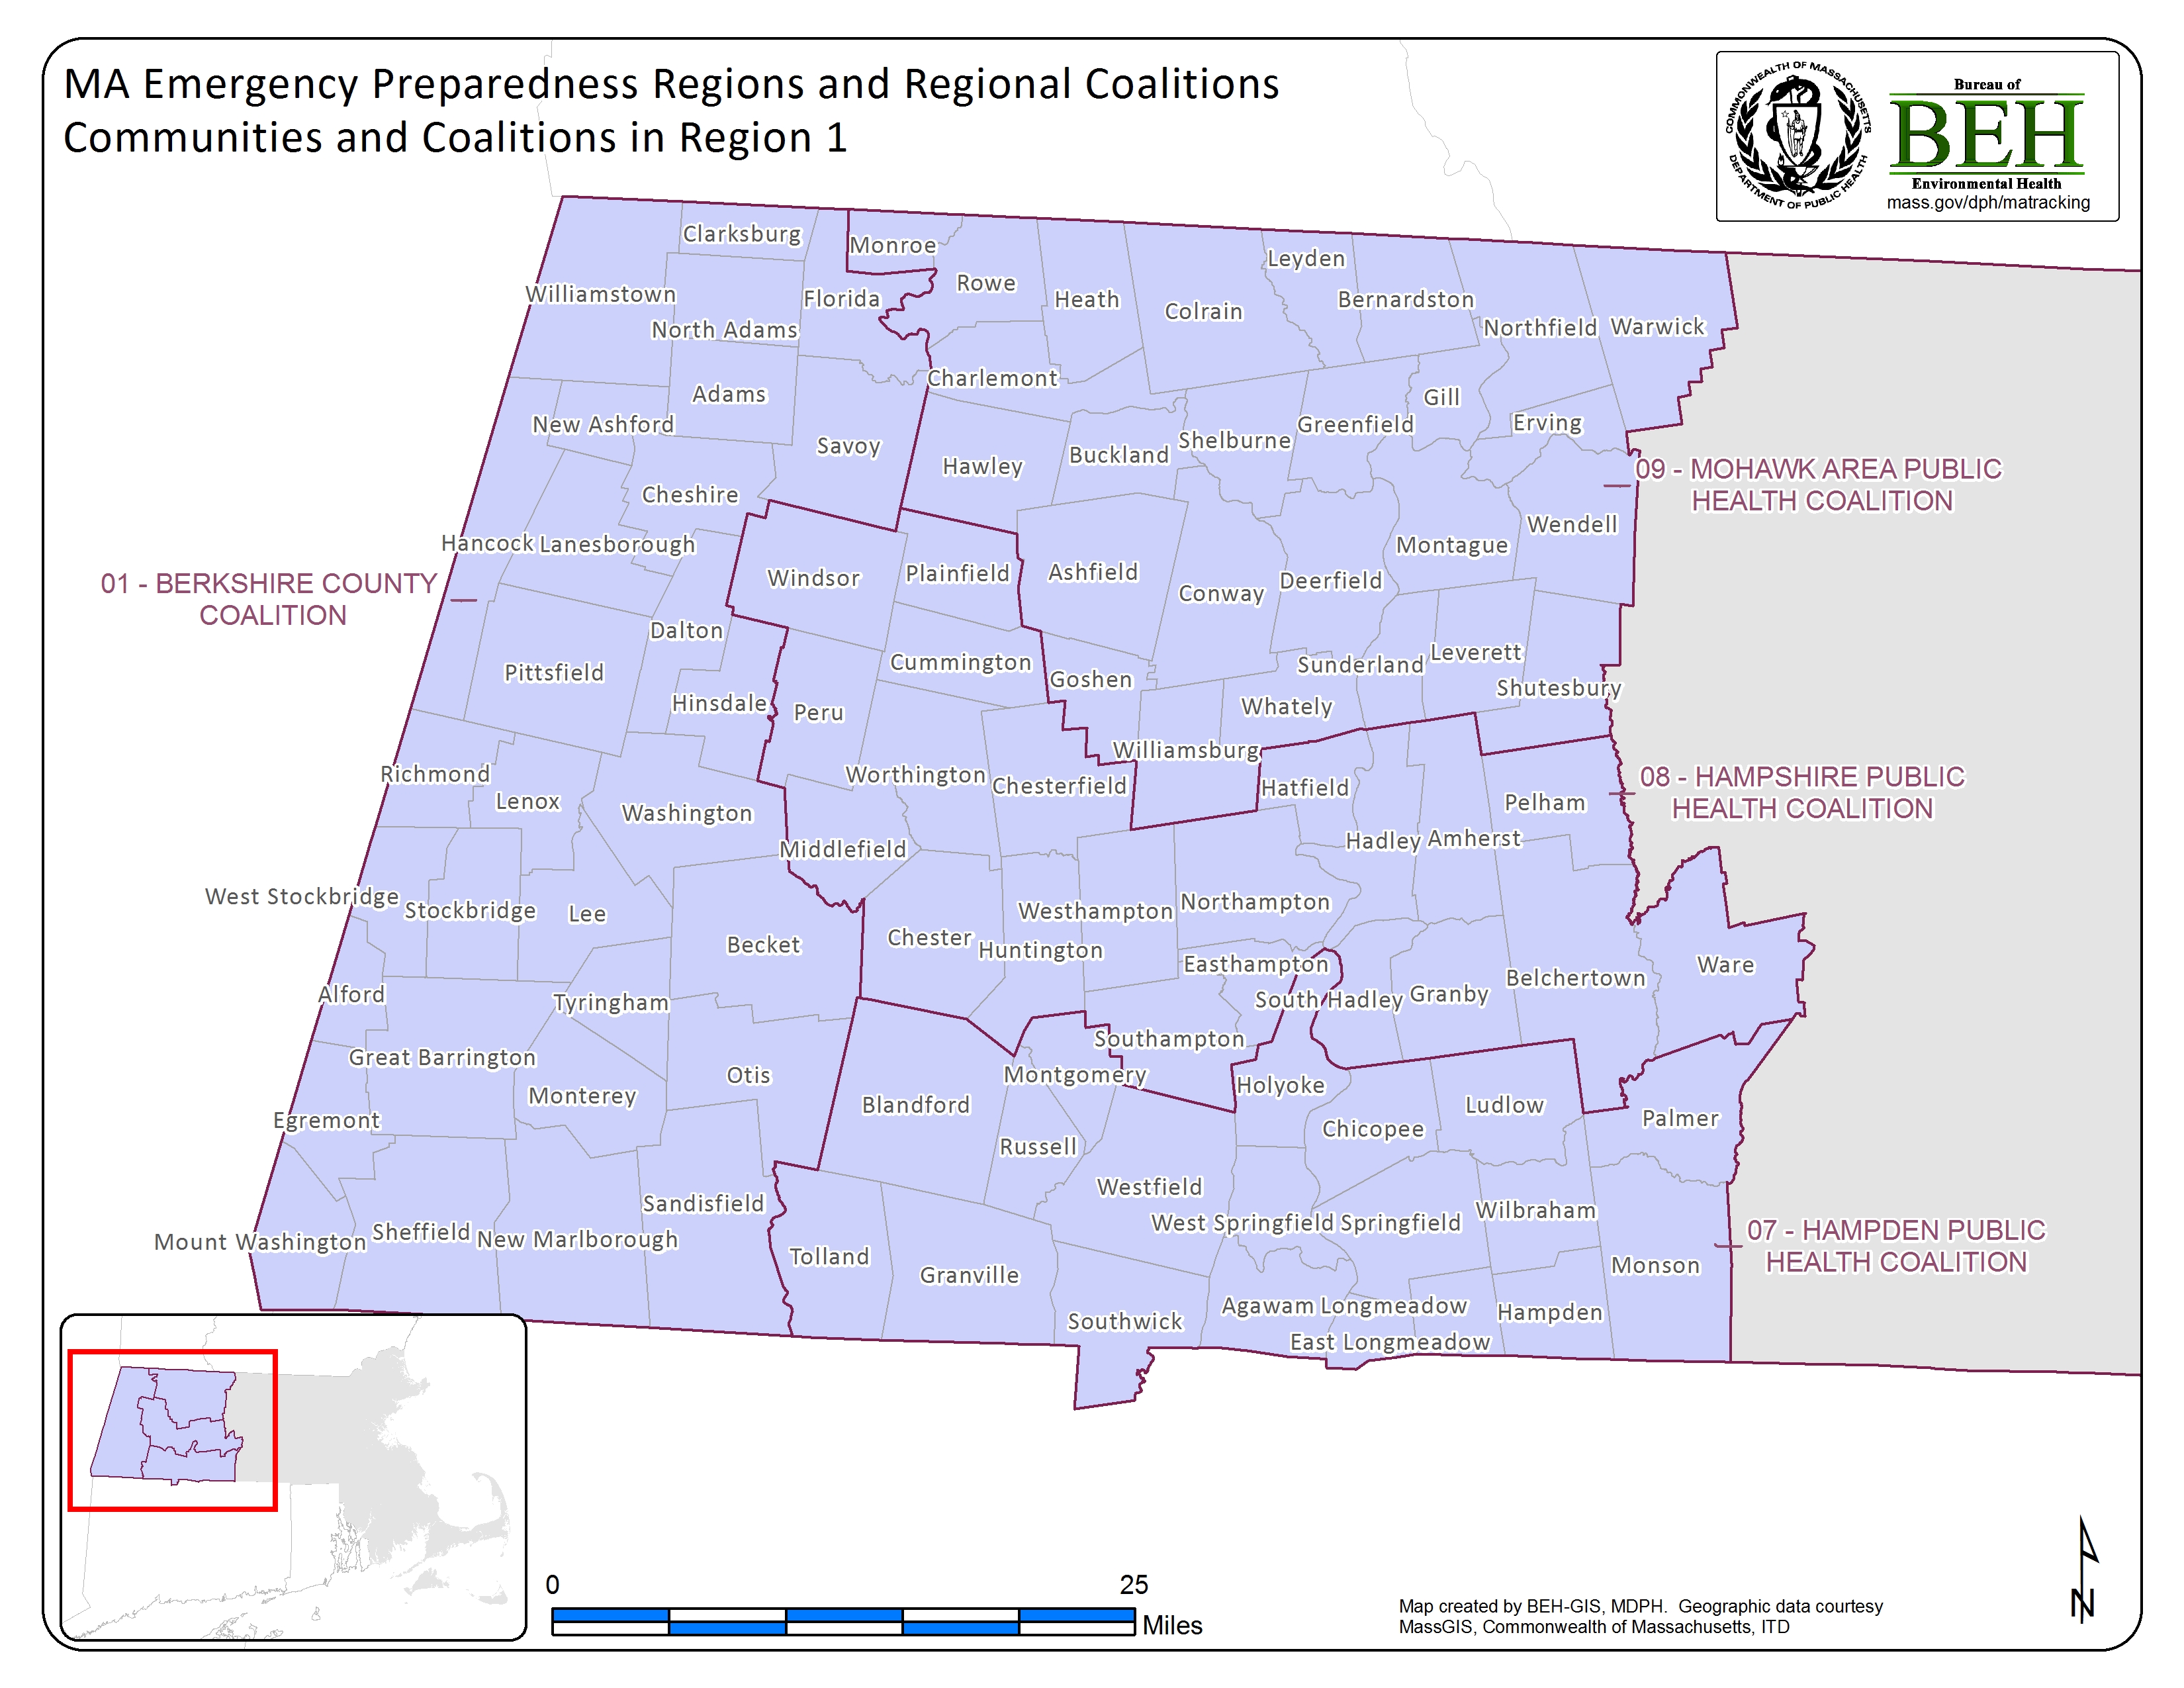 MA Emergency Preparedness Regions and Regional Coalitions
Communities and Coalitions in Region 1
COMMONWEALTH OF MASSACHUSETTS
DEPARTMENT OF PUBLIC HEALTH
Bureau of
BEH
Environmental Health
mass.gov/dph/matracking
Clarksburg
Monroe
Leyden
Rowe
Williamstown
Florida
Heath
Bernardston
Colrain
North Adams
Northfield
Warwick
Charlemont
Adams
Gill
New Ashford
Greenfield
Erving
Savoy
Shelburne
Buckland
Hawley
09 - MOHAWK AREA PUBLIC
HEALTH COALITION
Cheshire
Wendell
Hancock
Lanesborough
Montague
01 - BERKSHIRE COUNTY
COALITION
Windsor
Plainfield
Ashfield
Deerfield
Conway
Dalton
Cummington
Sunderland
Leverett
Pittsfield
Goshen
Shutesbury
Hinsdale
Peru
Whately
Williamsburg
Richmond
Worthington
Chesterfield
Hatfield
08 - HAMPSHIRE PUBLIC
HEALTH COALITION
Lenox
Washington
Pelham
Middlefield
Hadley
Amherst
West Stockbridge
Stockbridge
Lee
Westhampton
Northampton
Becket
Chester
Huntington
Easthampton
Ware
Belchertown
Alford
Tyringham
South Hadley
Granby
Southampton
Great Barrington
Otis
Montgomery
Holyoke
Monterey
Blandford
Ludlow
Egremont
Chicopee
Palmer
Russell
Westfield
Sandisfield
Wilbraham
West Springfield
Springfield
Mount Washington
Sheffield
New Marlborough
07 - HAMPDEN PUBLIC
HEALTH COALITION
Tolland
Granville
Monson
Agawam
Longmeadow
Hampden
Southwick
East Longmeadow
0
25
Miles
Map created by BEH-GIS, MDPH.  Geographic data courtesy
MassGIS, Commonwealth of Massachusetts, ITD
N